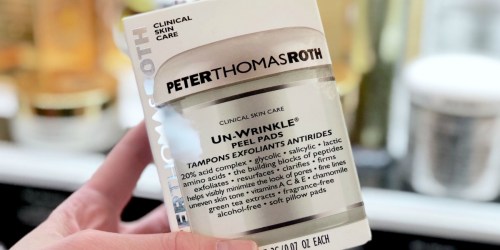 CLINICAL
SKIN
CARE
PETERTHOMASROTH
CLINICAL SKIN CARE
UN-WRINKLE®
PEEL PADS
TAMPONS EXFOLIANTS ANTIRIDES
20% acid complex • glycolic • salicylic • lactic
amino acids • the building blocks of peptides
exfoliates • resurfaces • clarifies • firms
helps visibly minimize the look of pores • fine lines
uneven skin tone • vitamins A C & E • chamomile
green tea extracts • fragrance-free
alcohol-free • soft pillow pads
0.07 OZ EACH